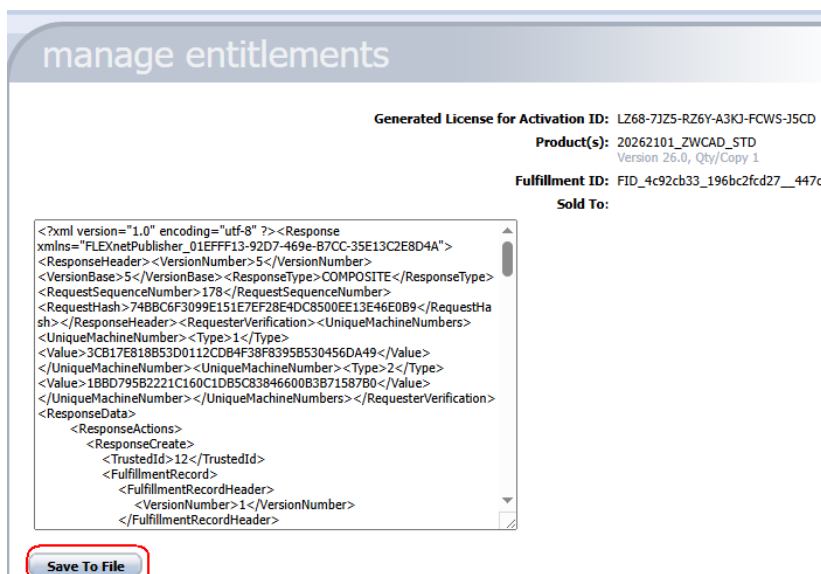 manage entitlements
Generated License for Activation ID: LZ68-7JZ5-RZ6Y-A3KJ-FCWS-J5CD
Product(s): 20262101_ZWCAD_STD
Version 26.0, Qty/Copy 1
Fulfillment ID: FID_4c92cb33_196bc2fcd27__447c
Sold To:
<?xml version="1.0" encoding="utf-8" ?><Response
xmlns="FLEXnetPublisher_01EFFF13-92D7-469e-B7CC-35E13C2E8D4A">
<ResponseHeader><VersionNumber>5</VersionNumber>
<VersionBase>5</VersionBase><ResponseType>COMPOSITE</ResponseType>
<RequestSequenceNumber>178</RequestSequenceNumber>
<RequestHash>74BBC6F3099E151E7EF28E4DC8500EE13E46E0B9</RequestHa
sh></ResponseHeader><RequesterVerification><UniqueMachineNumbers>
<UniqueMachineNumber><Type>1</Type>
<Value>3CB17E818B53D0112CDB4F38F8395B530456DA49</Value>
</UniqueMachineNumber><UniqueMachineNumber><Type>2</Type>
<Value>1BBD795B2221C160C1DB5C83846600B3B71587B0</Value>
</UniqueMachineNumber></UniqueMachineNumbers></RequesterVerification>
<ResponseData>
<ResponseActions>
<ResponseCreate>
<TrustedId>12</TrustedId>
<FulfillmentRecord>
<FulfillmentRecordHeader>
<VersionNumber>1</VersionNumber>
</FulfillmentRecordHeader>
Save To File